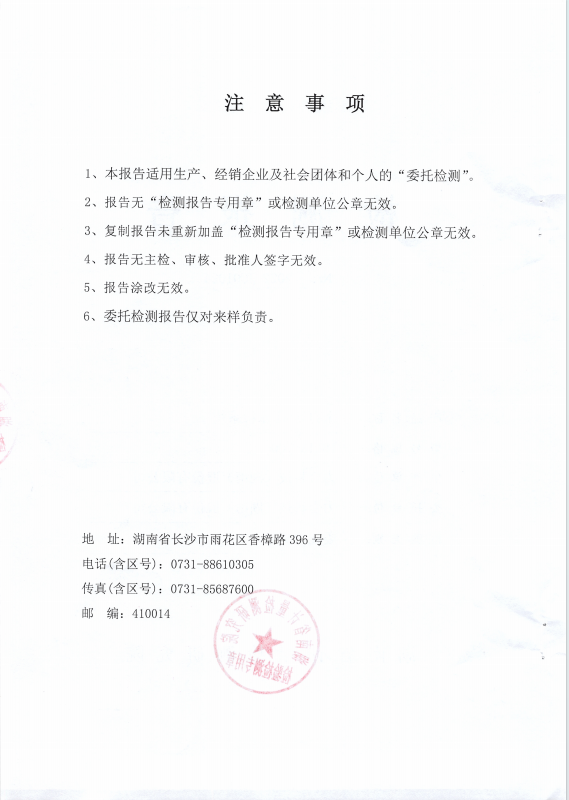 注 意 事 项
1、本报告适用生产、经销企业及社会团体和个人的“委托检测”。
2、报告无“检测报告专用章”或检测单位公章无效。
3、复制报告未重新加盖“检测报告专用章”或检测单位公章无效。
4、报告无主检、审核、批准人签字无效。
5、报告涂改无效。
6、委托检测报告仅对来样负责。
地 址：湖南省长沙市雨花区香樟路 396 号
电话(含区号)：0731-88610305
传真(含区号)：0731-85687600
邮 编：410014